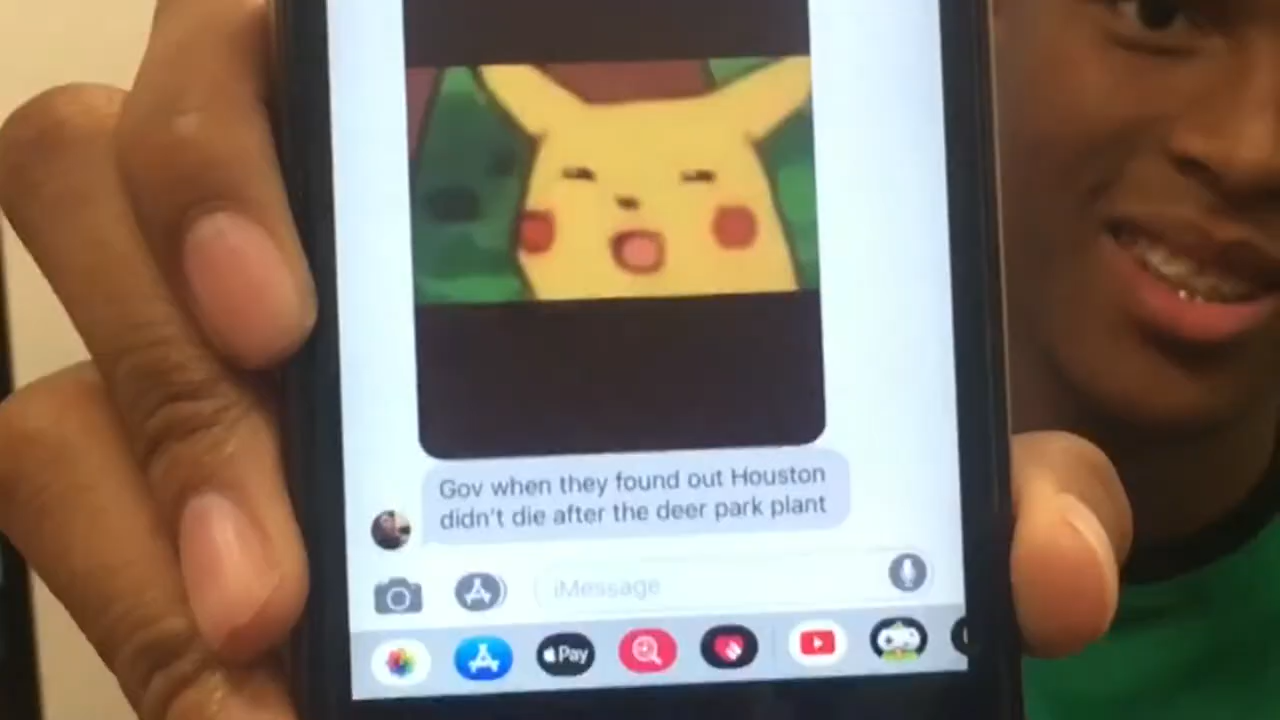 Gov when they found out Houston
didn't die after the deer park plant
iMessage
Pay